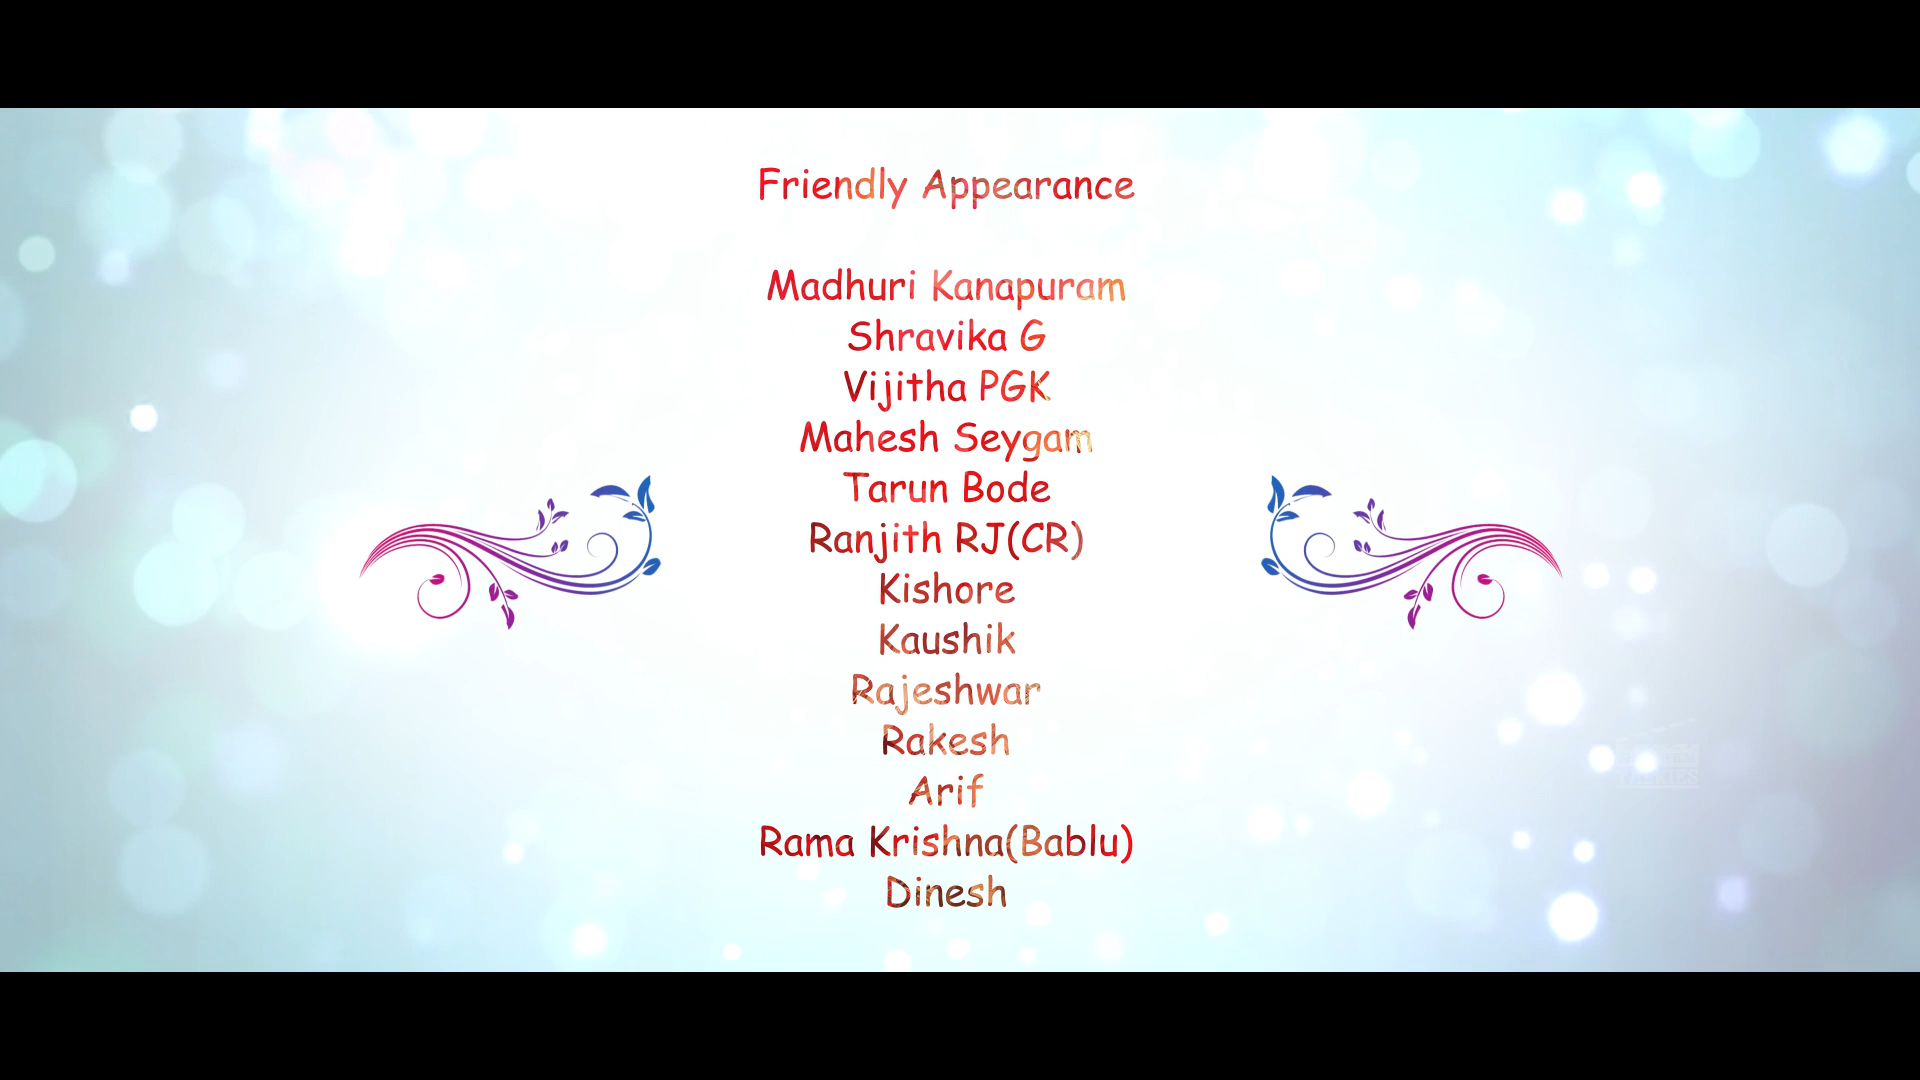 Friendly Appearance
Madhuri Kanapuram
Shravika G
Vijitha PGK
Mahesh Seygam
Tarun Bode
Ranjith RJ(CR)
Kishore
Kaushik
Rajeshwar
Rakesh
Arif
Rama Krishna(Bablu)
Dinesh